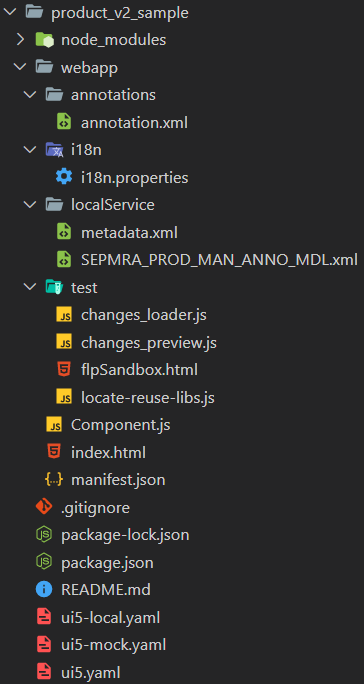 product_v2_sample
node_modules
webapp
annotations
annotation.xml
i18n
i18n.properties
localService
metadata.xml
SEPMRA_PROD_MAN_ANNO_MDL.xml
test
changes_loader.js
changes_preview.js
flpSandbox.html
locate-reuse-libs.js
Component.js
index.html
manifest.json
.gitignore
package-lock.json
package.json
README.md
ui5-local.yaml
ui5-mock.yaml
ui5.yaml